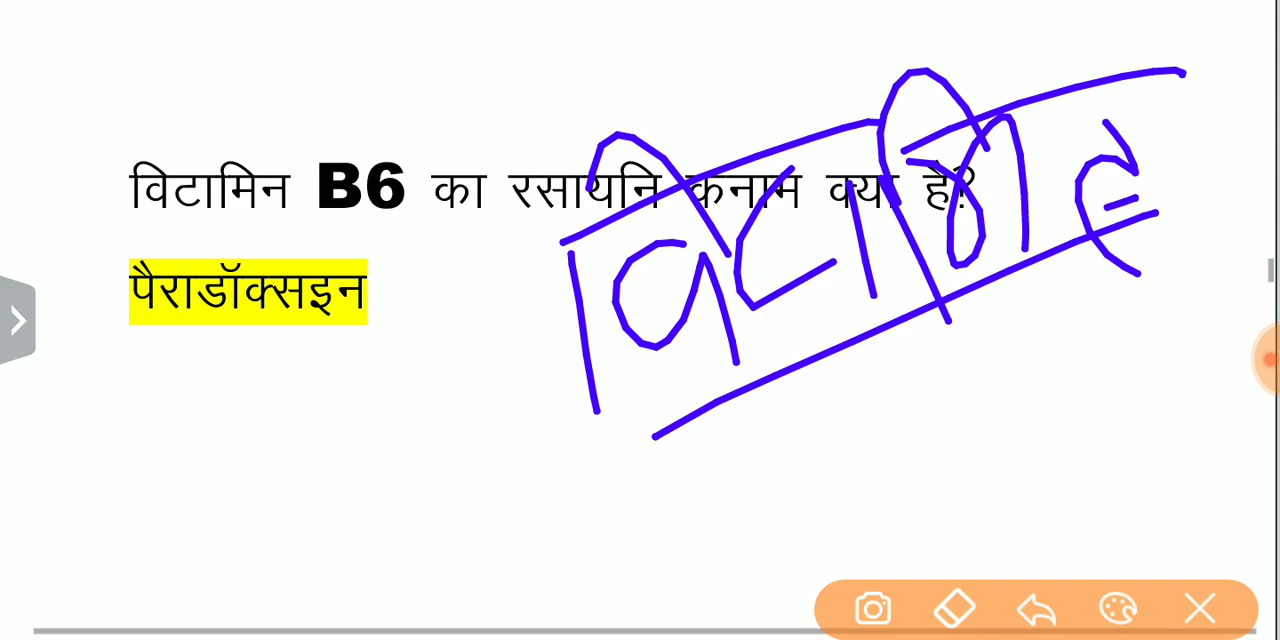 विटामिन B6 का रसायनि कनाम क्या है?
पैराडॉक्सइन